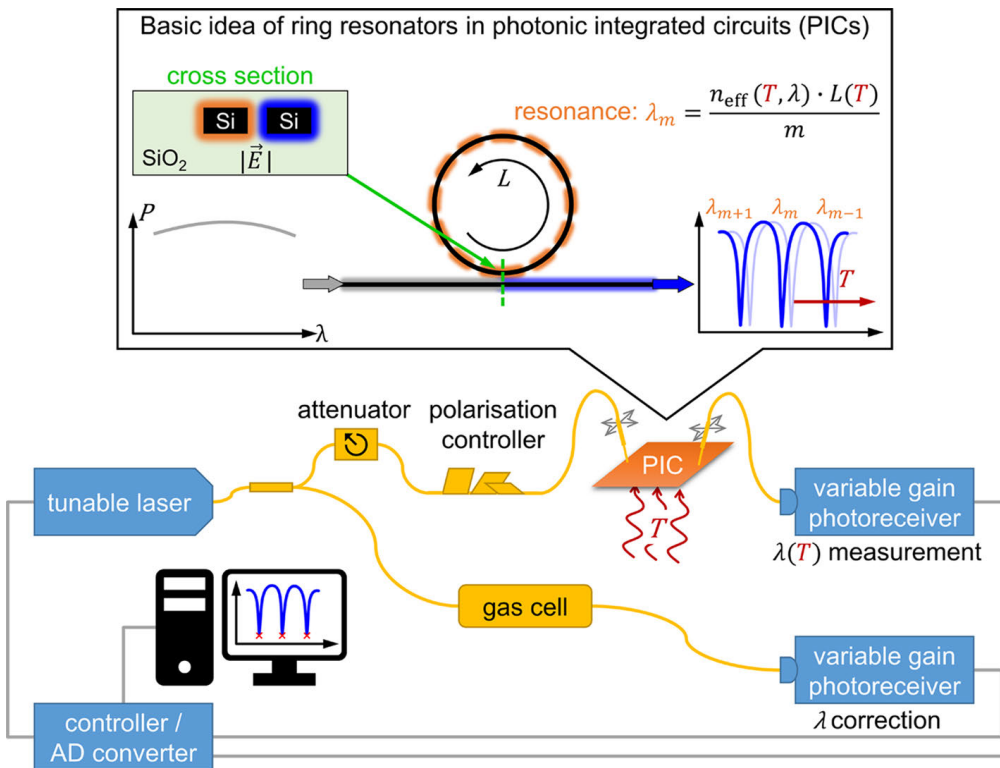 Basic idea of ring resonators in photonic integrated circuits (PICs)
cross section
Si Si
SiO₂ |E⃗|
resonance: λₘ = n_eff (T, λ) · L(T) / m
L
P
λ
λₘ₊₁ λₘ λₘ₋₁
T
attenuator
polarisation
controller
PIC
T
tunable laser
variable gain
photoreceiver
λ(T) measurement
gas cell
variable gain
photoreceiver
λ correction
controller /
AD converter